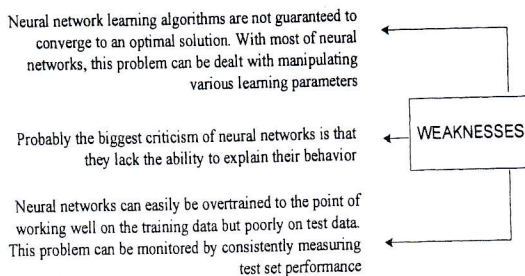 Neural network learning algorithms are not guaranteed to
converge to an optimal solution. With most of neural
networks, this problem can be dealt with manipulating
various learning parameters
Probably the biggest criticism of neural networks is that
they lack the ability to explain their behavior
WEAKNESSES
Neural networks can easily be overtrained to the point of
working well on the training data but poorly on test data.
This problem can be monitored by consistently measuring
test set performance